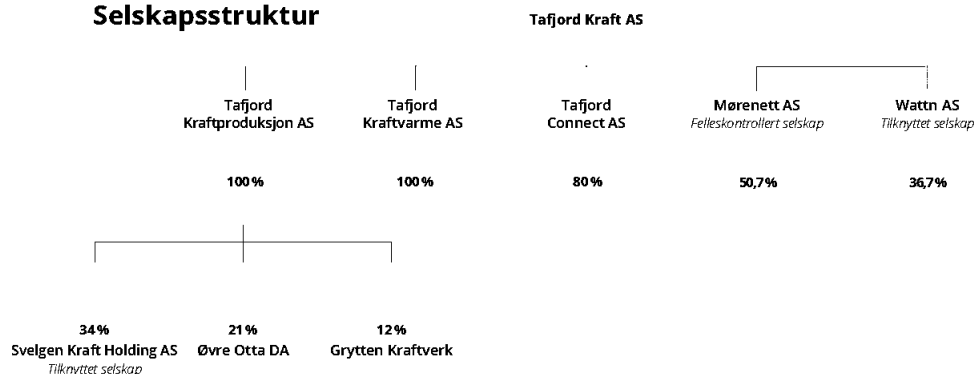 Selskapsstruktur
Tafjord Kraft AS
Tafjord
Kraftproduksjon AS
Tafjord
Kraftvarme AS
Tafjord
Connect AS
Mørenett AS
Felleskontrollert selskap
Wattn AS
Tilknyttet selskap
100 %
100 %
80 %
50,7 %
36,7 %
34 %
Svelgen Kraft Holding AS
Tilknyttet selskap
21 %
Øvre Otta DA
12 %
Grytten Kraftverk